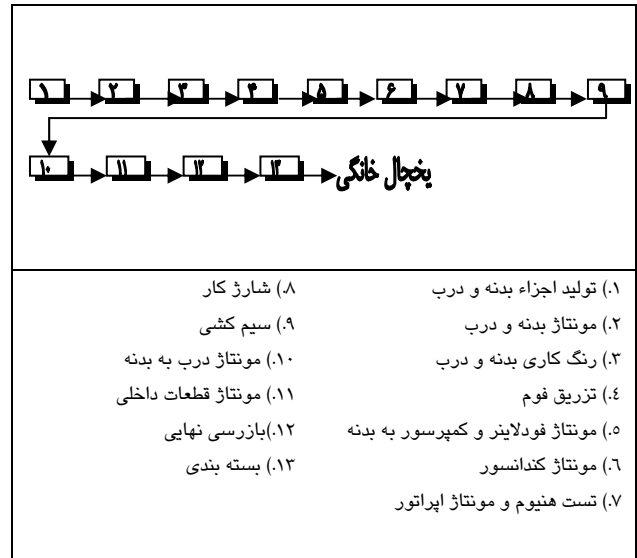 ۱ ۲ ۳ ۴ ۵ ۶ ۷ ۸ ۹
۱۰ ۱۱ ۱۲ ۱۳ یخچال خانگی
۱.) تولید اجزاء بدنه و درب
۲.) مونتاژ بدنه و درب
۳.) رنگ کاری بدنه و درب
۴.) تزریق فوم
۵.) مونتاژ فودلاینر و کمپرسور به بدنه
۶.) مونتاژ کندانسور
۷.) تست هنیوم و مونتاژ اپراتور
۸.) شارژ کار
۹.) سیم کشی
۱۰.) مونتاژ درب به بدنه
۱۱.) مونتاژ قطعات داخلی
۱۲.)بازرسی نهایی
۱۳.) بسته بندی